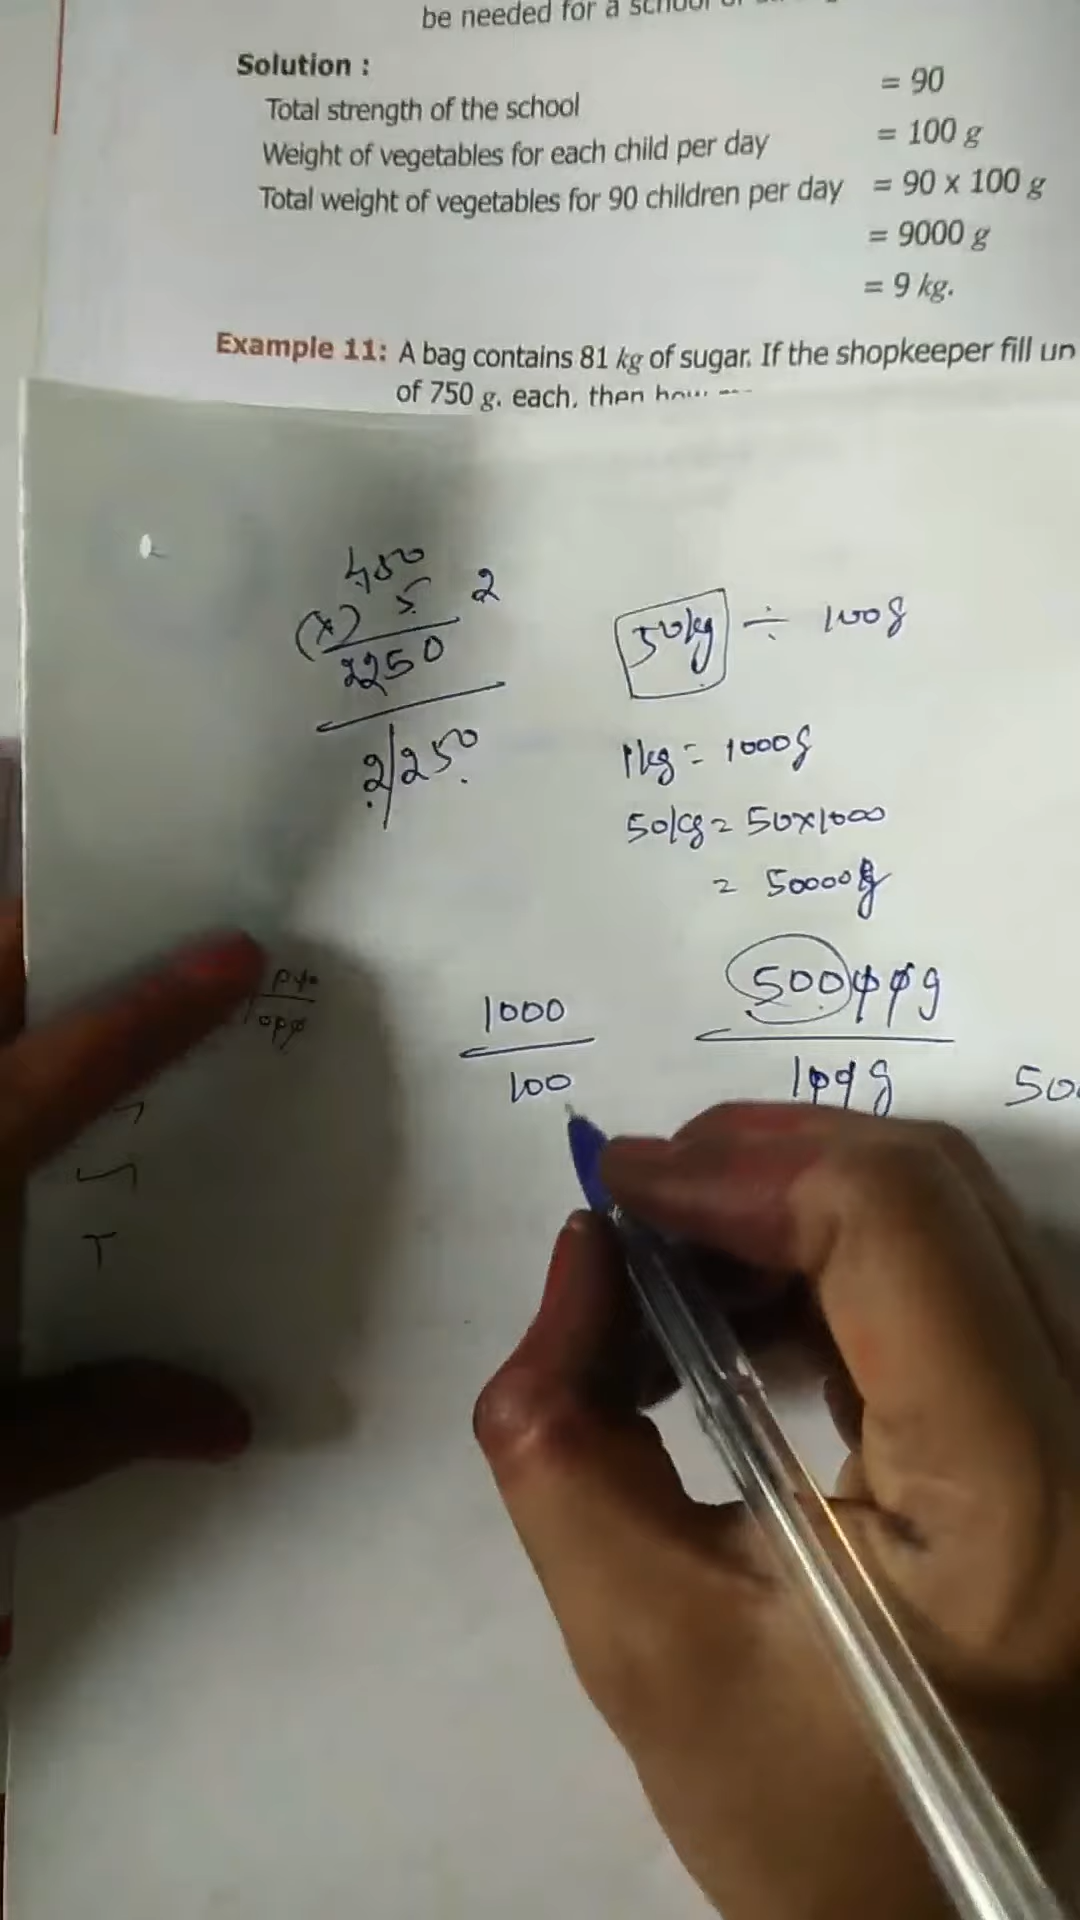 be needed for a school
Solution :
Total strength of the school = 90
Weight of vegetables for each child per day = 100 g
Total weight of vegetables for 90 children per day = 90 x 100 g
= 9000 g
= 9 kg.
Example 11: A bag contains 81 kg of sugar. If the shopkeeper fill up
of 750 g. each, then how
450
(x) 5 2
2250
2/250
50kg ÷ 100g
1kg = 1000g
50kg = 50x1000
= 50000g
50000g
100g
1000
100